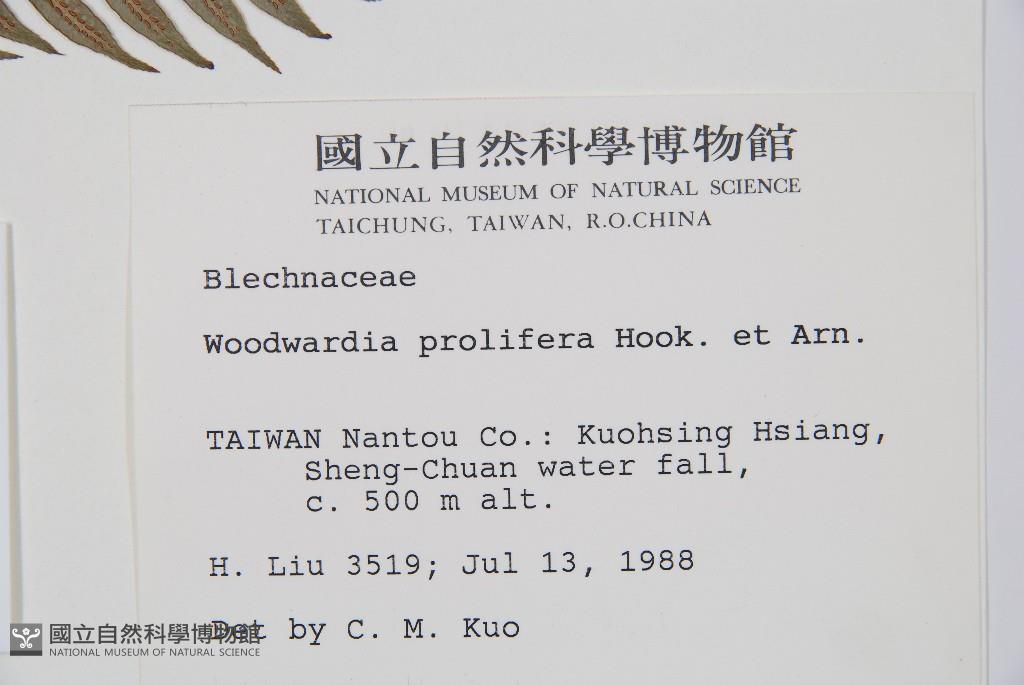 國立自然科學博物館
NATIONAL MUSEUM OF NATURAL SCIENCE
TAICHUNG, TAIWAN, R.O.CHINA
Blechnaceae
Woodwardia prolifera Hook. et Arn.
TAIWAN Nantou Co.: Kuohsing Hsiang,
Sheng-Chuan water fall,
c. 500 m alt.
H. Liu 3519; Jul 13, 1988
Det by C. M. Kuo
國立自然科學博物館
NATIONAL MUSEUM OF NATURAL SCIENCE